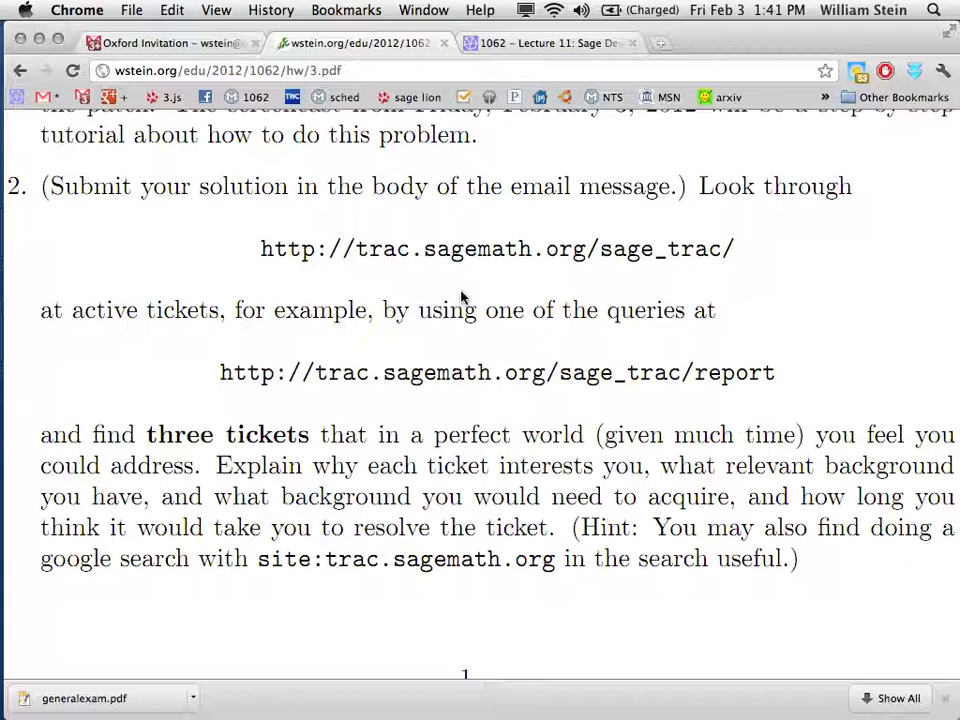 Chrome File Edit View History Bookmarks Window Help (Charged) Fri Feb 3 1:41 PM William Stein
Oxford Invitation – wstein@ wstein.org/edu/2012/1062 1062 – Lecture 11: Sage De
wstein.org/edu/2012/1062/hw/3.pdf
3.js 1062 sched sage lion NTS MSN arxiv » Other Bookmarks
tutorial about how to do this problem.
2. (Submit your solution in the body of the email message.) Look through
http://trac.sagemath.org/sage_trac/
at active tickets, for example, by using one of the queries at
http://trac.sagemath.org/sage_trac/report
and find three tickets that in a perfect world (given much time) you feel you
could address. Explain why each ticket interests you, what relevant background
you have, and what background you would need to acquire, and how long you
think it would take you to resolve the ticket. (Hint: You may also find doing a
google search with site:trac.sagemath.org in the search useful.)
1
generalexam.pdf Show All